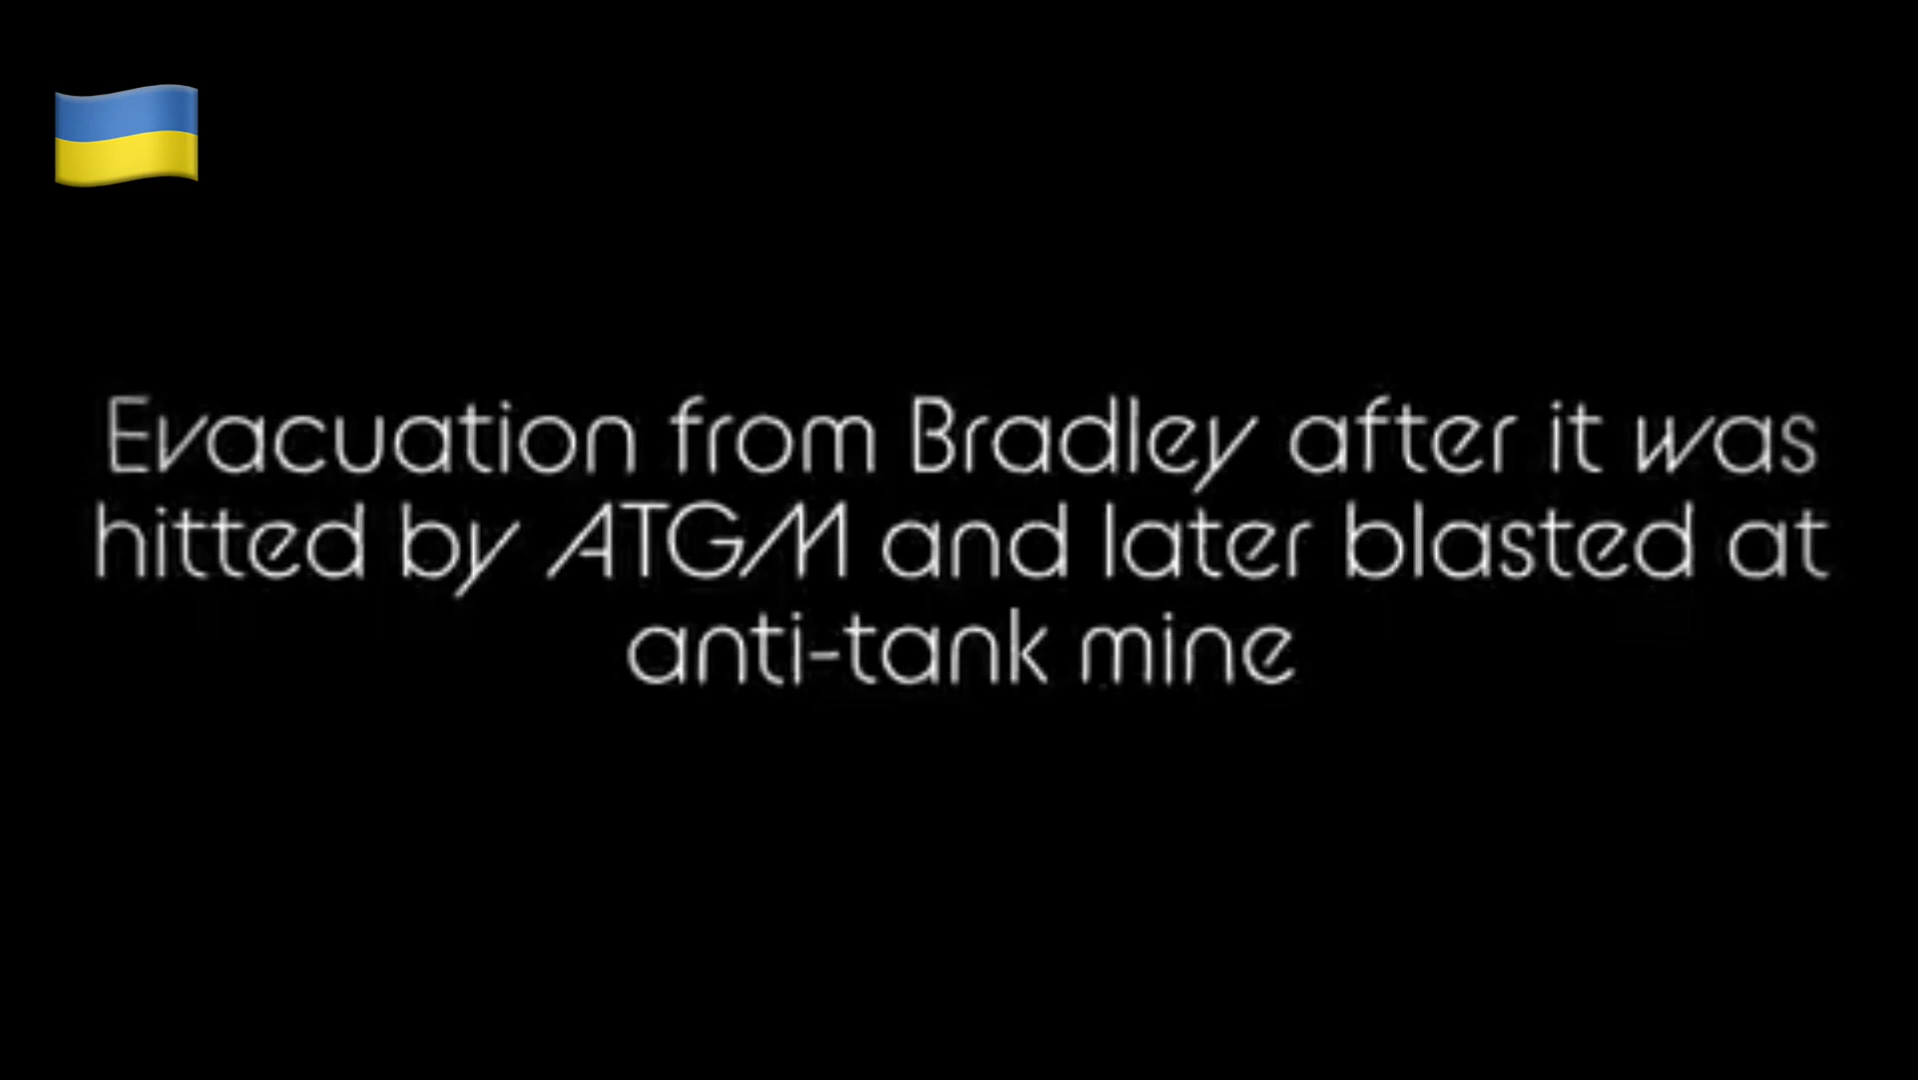 Evacuation from Bradley after it was
hitted by ATGM and later blasted at
anti-tank mine